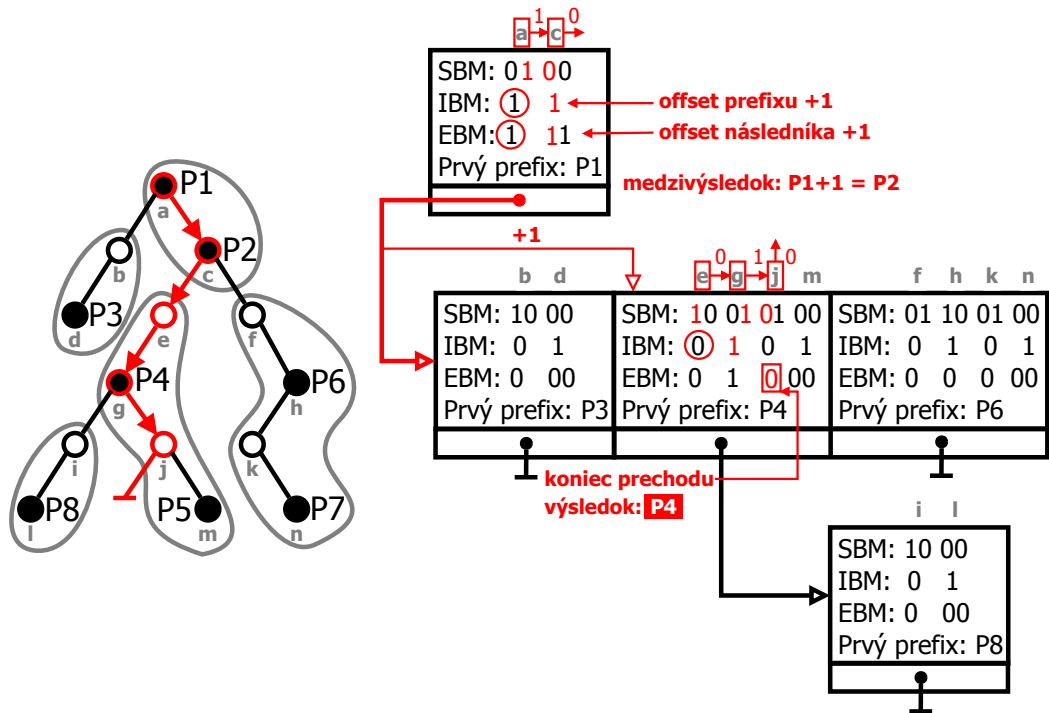 1 0
a c
SBM: 01 00
IBM: 1 1
EBM: 1 11
Prvý prefix: P1
offset prefixu +1
offset následníka +1
medzivýsledok: P1+1 = P2
+1
P1
a
P2
b
c
P3
d
e
f
P4
g
P6
h
i
j
k
P8
l
P5
m
P7
n
0 1 0
b d
e g j m
f h k n
SBM: 10 00
IBM: 0 1
EBM: 0 00
Prvý prefix: P3
SBM: 10 01 01 00
IBM: 0 1 0 1
EBM: 0 1 0 00
Prvý prefix: P4
SBM: 01 10 01 00
IBM: 0 1 0 1
EBM: 0 0 0 00
Prvý prefix: P6
koniec prechodu
výsledok: P4
i l
SBM: 10 00
IBM: 0 1
EBM: 0 00
Prvý prefix: P8